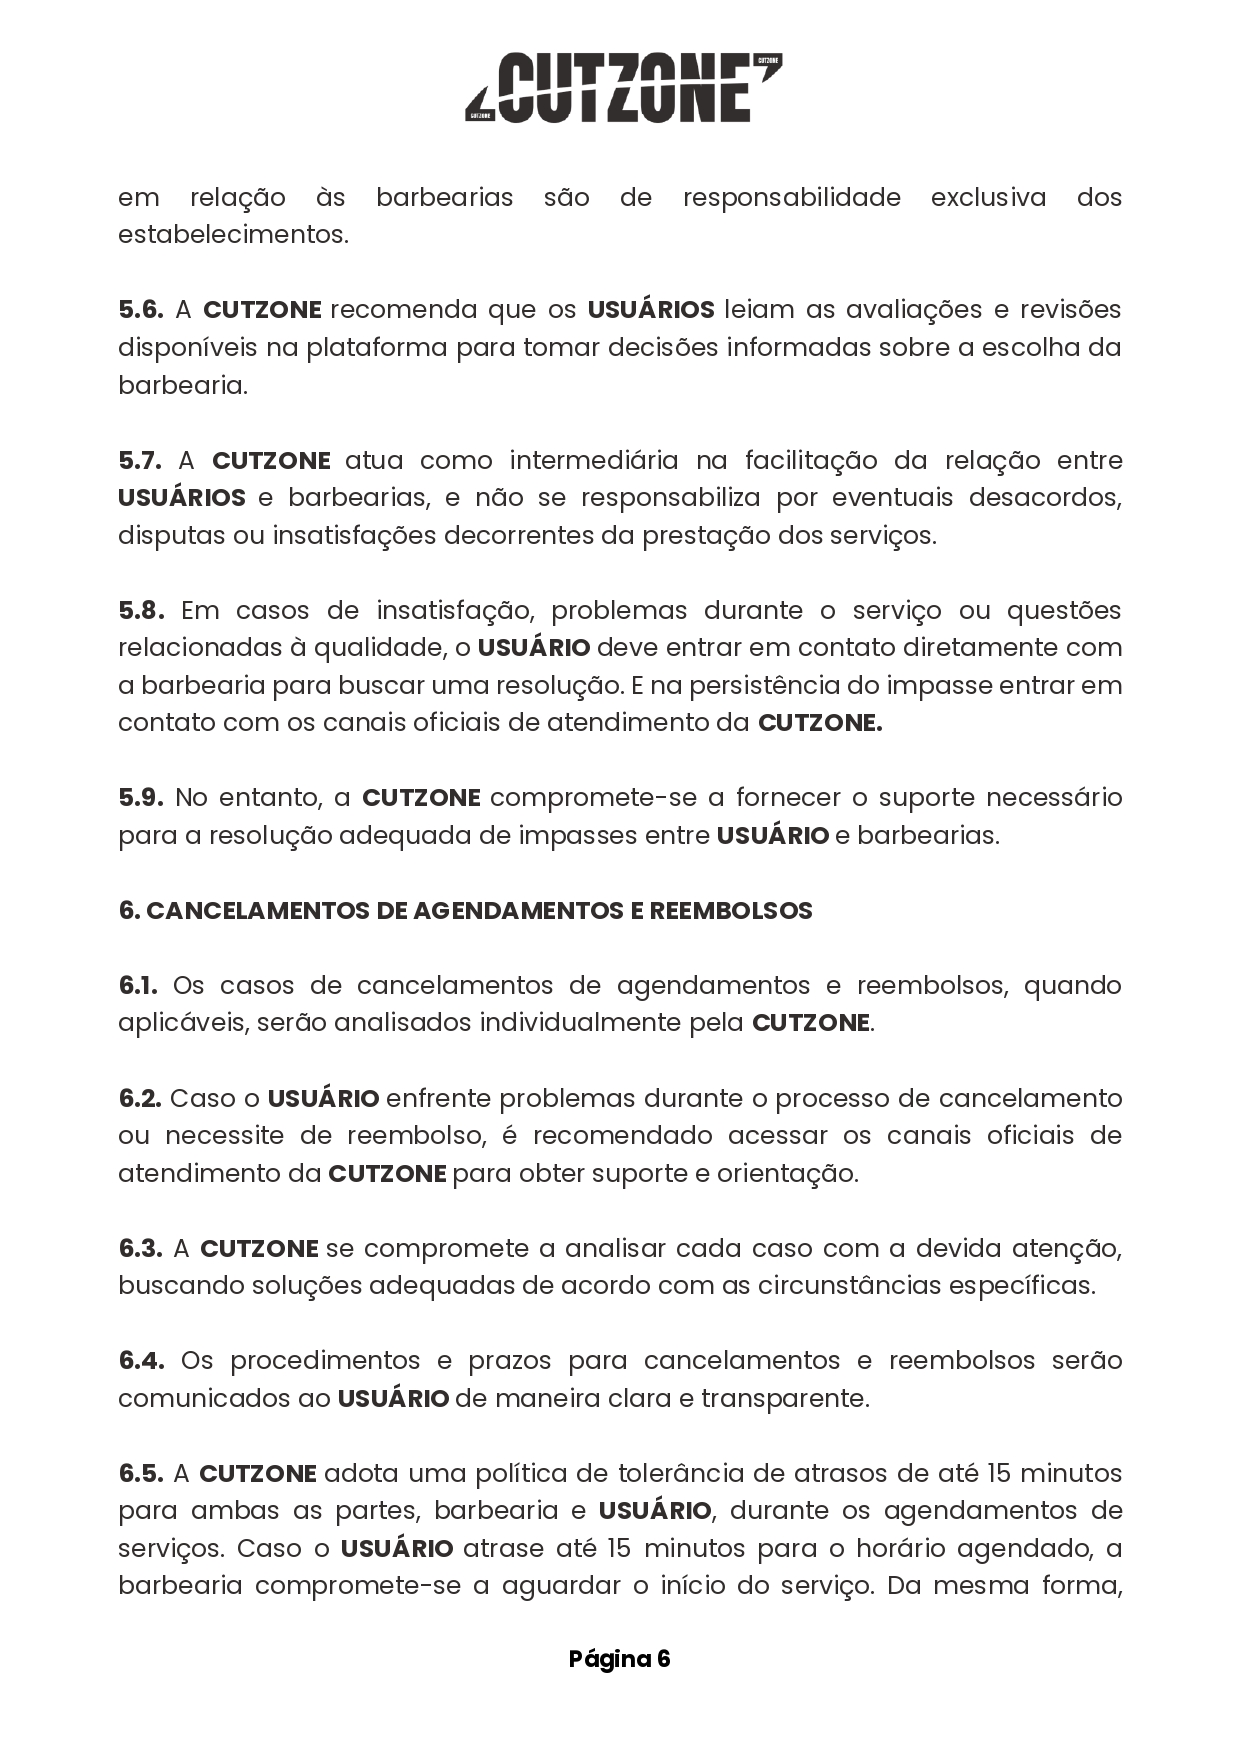 CUTZONE
CUTZONE
CUTZONE
em relação às barbearias são de responsabilidade exclusiva dos
estabelecimentos.
5.6. A CUTZONE recomenda que os USUÁRIOS leiam as avaliações e revisões
disponíveis na plataforma para tomar decisões informadas sobre a escolha da
barbearia.
5.7. A CUTZONE atua como intermediária na facilitação da relação entre
USUÁRIOS e barbearias, e não se responsabiliza por eventuais desacordos,
disputas ou insatisfações decorrentes da prestação dos serviços.
5.8. Em casos de insatisfação, problemas durante o serviço ou questões
relacionadas à qualidade, o USUÁRIO deve entrar em contato diretamente com
a barbearia para buscar uma resolução. E na persistência do impasse entrar em
contato com os canais oficiais de atendimento da CUTZONE.
5.9. No entanto, a CUTZONE compromete-se a fornecer o suporte necessário
para a resolução adequada de impasses entre USUÁRIO e barbearias.
6. CANCELAMENTOS DE AGENDAMENTOS E REEMBOLSOS
6.1. Os casos de cancelamentos de agendamentos e reembolsos, quando
aplicáveis, serão analisados individualmente pela CUTZONE.
6.2. Caso o USUÁRIO enfrente problemas durante o processo de cancelamento
ou necessite de reembolso, é recomendado acessar os canais oficiais de
atendimento da CUTZONE para obter suporte e orientação.
6.3. A CUTZONE se compromete a analisar cada caso com a devida atenção,
buscando soluções adequadas de acordo com as circunstâncias específicas.
6.4. Os procedimentos e prazos para cancelamentos e reembolsos serão
comunicados ao USUÁRIO de maneira clara e transparente.
6.5. A CUTZONE adota uma política de tolerância de atrasos de até 15 minutos
para ambas as partes, barbearia e USUÁRIO, durante os agendamentos de
serviços. Caso o USUÁRIO atrase até 15 minutos para o horário agendado, a
barbearia compromete-se a aguardar o início do serviço. Da mesma forma,
Página 6